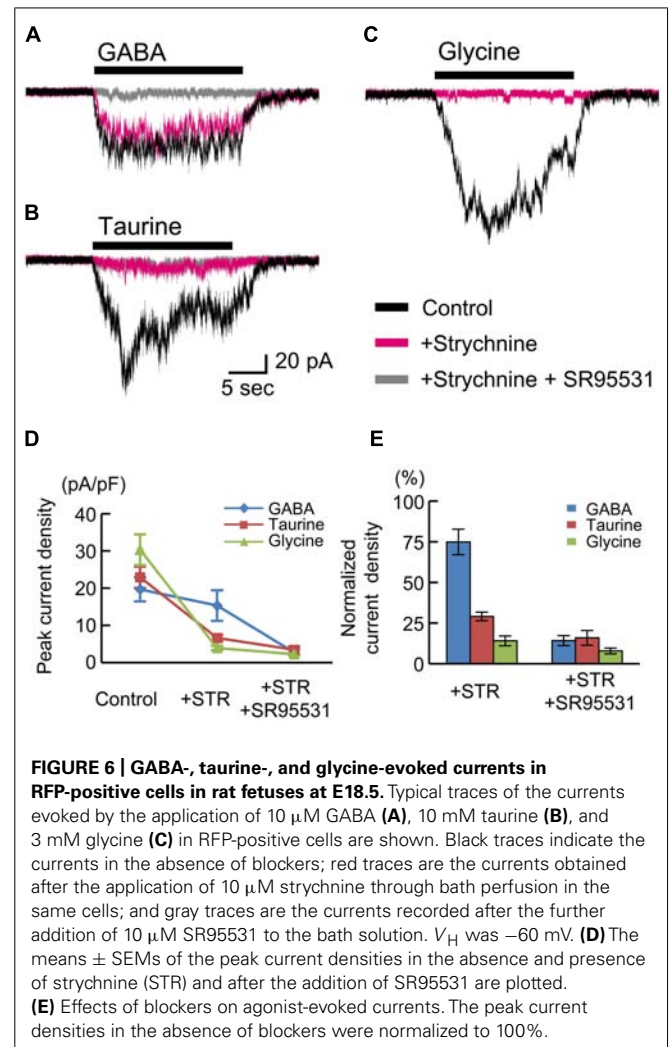 A
GABA
C
Glycine
B
Taurine
20 pA
5 sec
Control
+Strychnine
+Strychnine + SR95531
D
(pA/pF)
Peak current density
40
30
20
10
0
GABA
Taurine
Glycine
Control
+STR
+STR
+SR95531
E
(%)
Normalized
current density
100
75
50
25
0
GABA
Taurine
Glycine
+STR
+STR
+SR95531
FIGURE 6 | GABA-, taurine-, and glycine-evoked currents in
RFP-positive cells in rat fetuses at E18.5. Typical traces of the currents
evoked by the application of 10 μM GABA (A), 10 mM taurine (B), and
3 mM glycine (C) in RFP-positive cells are shown. Black traces indicate the
currents in the absence of blockers; red traces are the currents obtained
after the application of 10 μM strychnine through bath perfusion in the
same cells; and gray traces are the currents recorded after the further
addition of 10 μM SR95531 to the bath solution. VH was −60 mV. (D) The
means ± SEMs of the peak current densities in the absence and presence
of strychnine (STR) and after the addition of SR95531 are plotted.
(E) Effects of blockers on agonist-evoked currents. The peak current
densities in the absence of blockers were normalized to 100%.